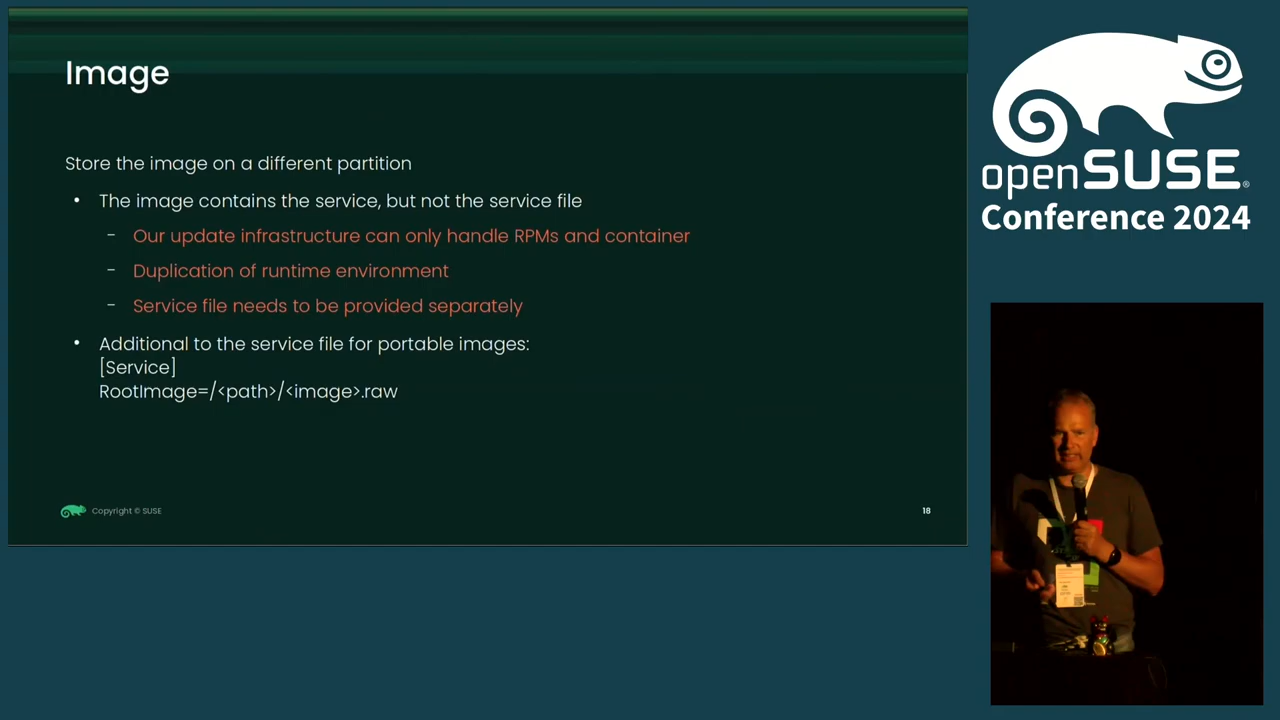 Image
Store the image on a different partition
• The image contains the service, but not the service file
- Our update infrastructure can only handle RPMs and container
- Duplication of runtime environment
- Service file needs to be provided separately
• Additional to the service file for portable images:
[Service]
RootImage=/<path>/<image>.raw
Copyright © SUSE
18
openSUSE®
Conference 2024